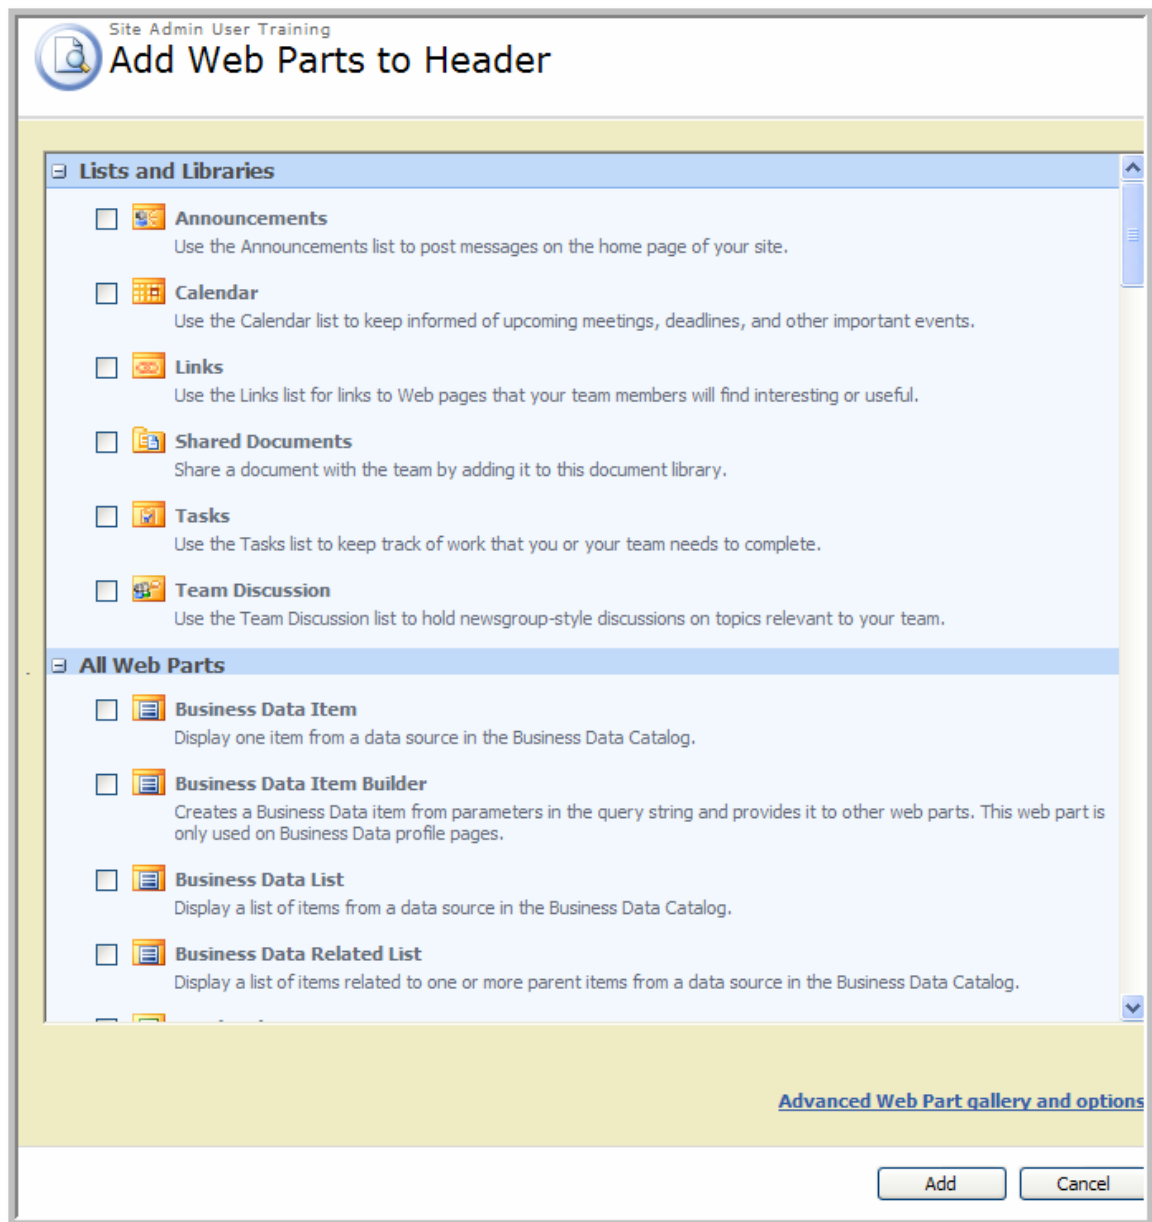 Site Admin User Training
Add Web Parts to Header
Lists and Libraries
Announcements
Use the Announcements list to post messages on the home page of your site.
Calendar
Use the Calendar list to keep informed of upcoming meetings, deadlines, and other important events.
Links
Use the Links list for links to Web pages that your team members will find interesting or useful.
Shared Documents
Share a document with the team by adding it to this document library.
Tasks
Use the Tasks list to keep track of work that you or your team needs to complete.
Team Discussion
Use the Team Discussion list to hold newsgroup-style discussions on topics relevant to your team.
All Web Parts
Business Data Item
Display one item from a data source in the Business Data Catalog.
Business Data Item Builder
Creates a Business Data item from parameters in the query string and provides it to other web parts. This web part is
only used on Business Data profile pages.
Business Data List
Display a list of items from a data source in the Business Data Catalog.
Business Data Related List
Display a list of items related to one or more parent items from a data source in the Business Data Catalog.
Advanced Web Part gallery and options
Add
Cancel